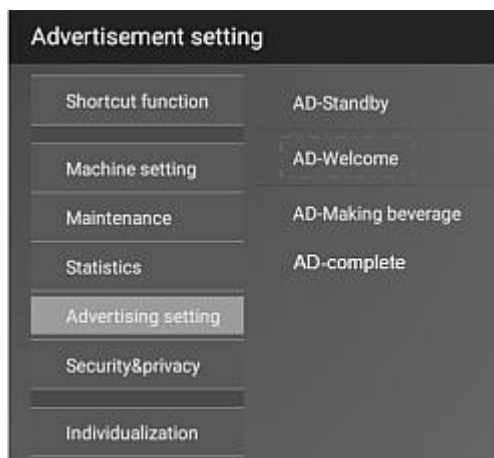 Advertisement setting
Shortcut function
Machine setting
Maintenance
Statistics
Advertising setting
Security&privacy
Individualization
AD-Standby
AD-Welcome
AD-Making beverage
AD-complete